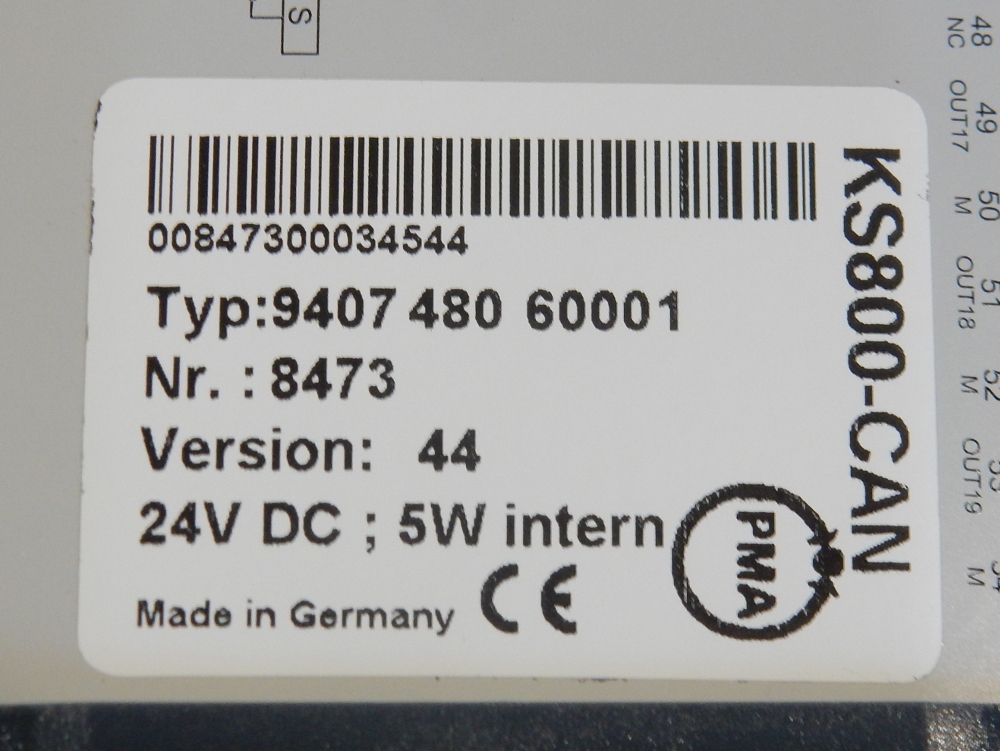 S
00847300034544
Typ:9407 480 60001
Nr. : 8473
Version: 44
24V DC ; 5W intern
Made in Germany CE
PMA
KS800-CAN
48
NC
49
OUT17
50
M
51
OUT18
52
M
OUT19
M